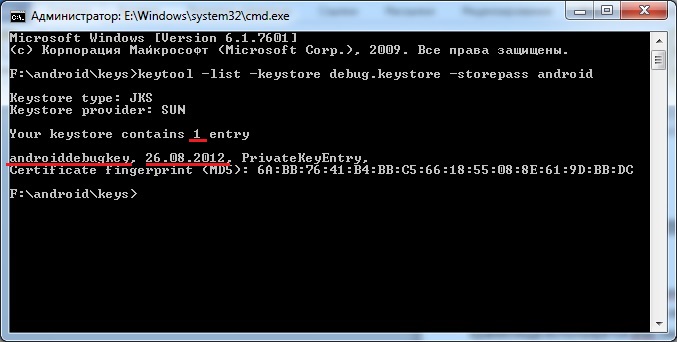 Администратор: E:\Windows\system32\cmd.exe
Microsoft Windows [Version 6.1.7601]
(c) Корпорация Майкрософт (Microsoft Corp.), 2009. Все права защищены.
F:\android\keys>keytool -list -keystore debug.keystore -storepass android
Keystore type: JKS
Keystore provider: SUN
Your keystore contains 1 entry
androiddebugkey, 26.08.2012, PrivateKeyEntry,
Certificate fingerprint (MD5): 6A:BB:76:41:B4:BB:C5:66:18:55:08:8E:61:9D:BB:DC
F:\android\keys>